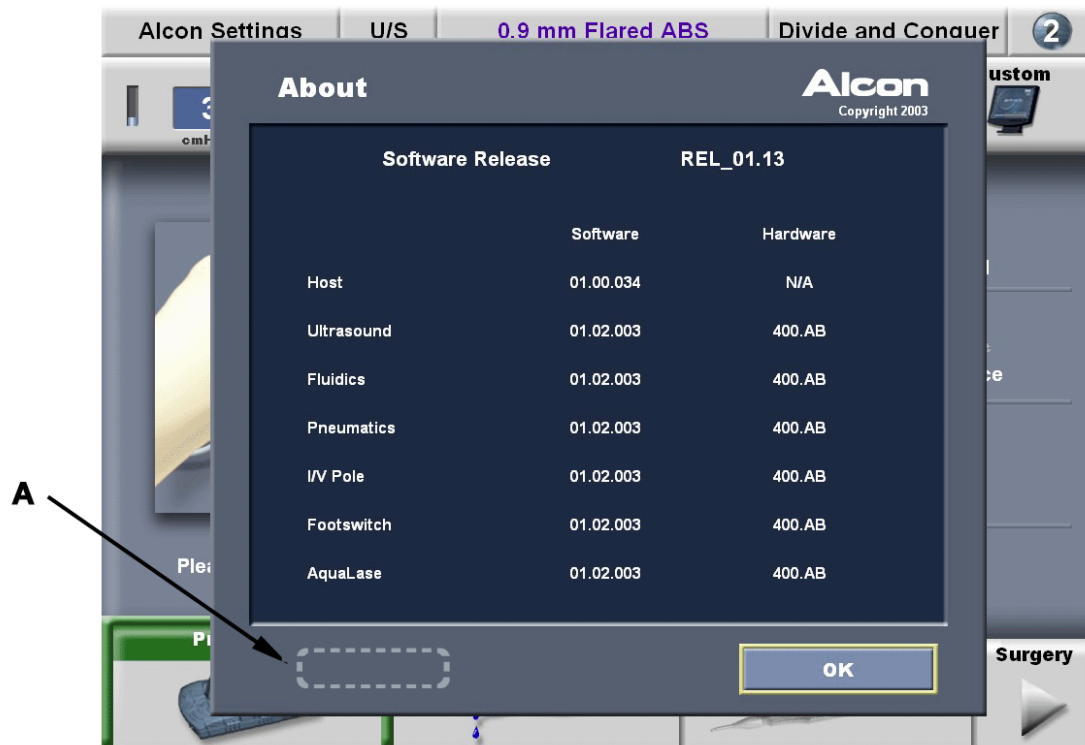 Alcon Settings U/S 0.9 mm Flared ABS Divide and Conquer 2
About Alcon
Copyright 2003
ustom
3
cmH
Software Release REL_01.13
Software Hardware
Host 01.00.034 N/A
Ultrasound 01.02.003 400.AB
Fluidics 01.02.003 400.AB
ce
Pneumatics 01.02.003 400.AB
I/V Pole 01.02.003 400.AB
A
Footswitch 01.02.003 400.AB
Plea
AquaLase 01.02.003 400.AB
Pr
OK
Surgery